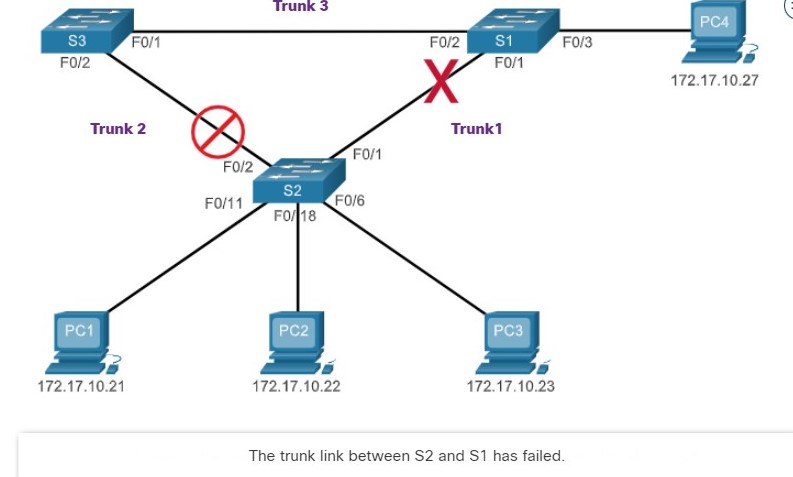 Trunk 3
S3
F0/1
F0/2
S1
F0/3
PC4
F0/2
F0/1
172.17.10.27
Trunk 2
Trunk1
F0/2
F0/1
S2
F0/11
F0/18
F0/6
PC1
PC2
PC3
172.17.10.21
172.17.10.22
172.17.10.23
The trunk link between S2 and S1 has failed.